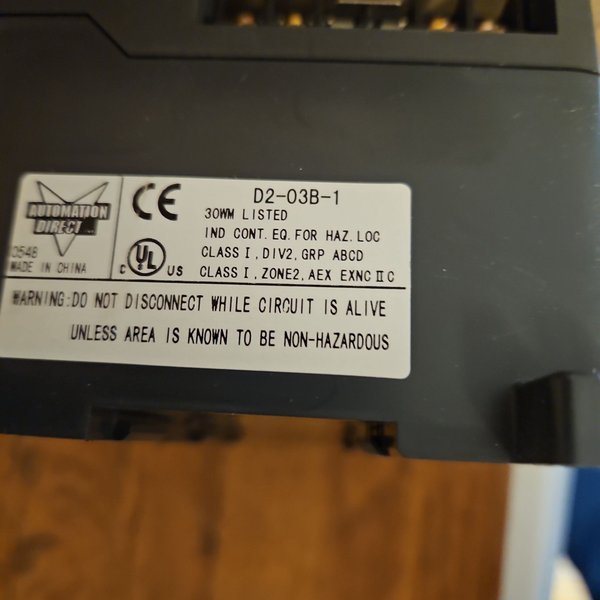 AUTOMATION
DIRECT
0548
MADE IN CHINA
CE
C UL US
D2-03B-1
30WM LISTED
IND CONT. EQ. FOR HAZ. LOC
CLASS I, DIV2, GRP ABCD
CLASS I, ZONE2, AEX EXNC II C
WARNING:DO NOT DISCONNECT WHILE CIRCUIT IS ALIVE
UNLESS AREA IS KNOWN TO BE NON-HAZARDOUS